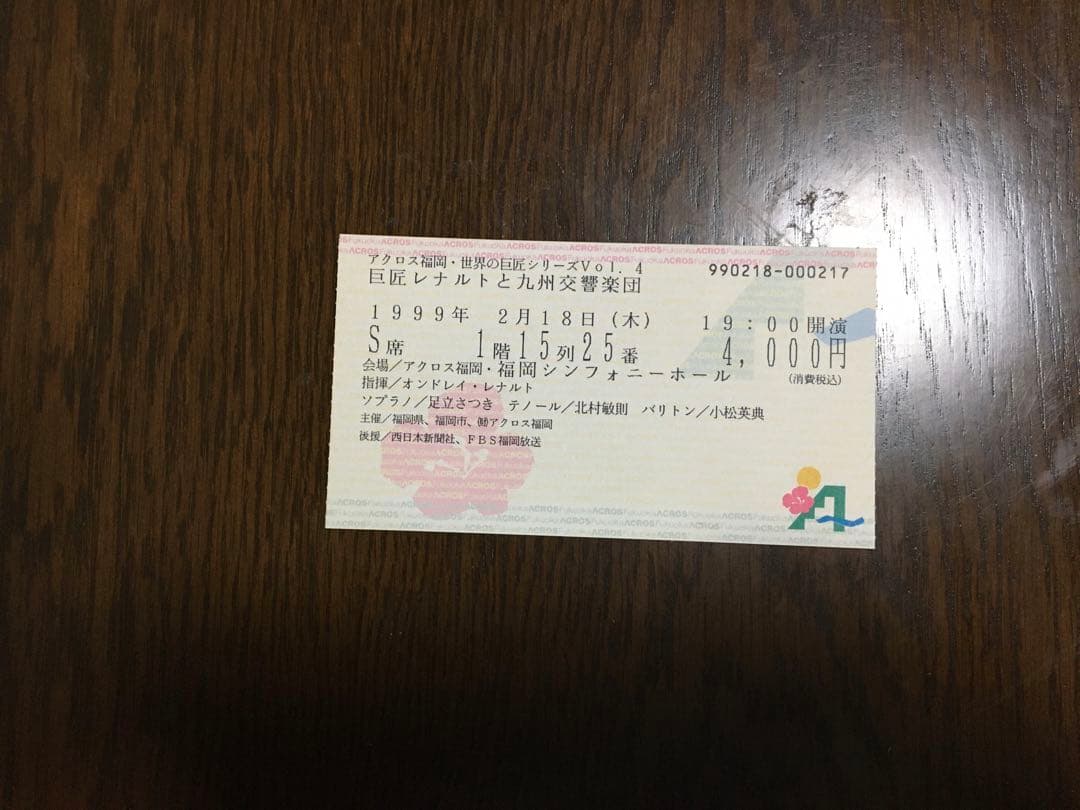 アクロス福岡・世界の巨匠シリーズVol.4
990218-000217
巨匠レナルトと九州交響楽団
1999年 2月18日(木) 19:00開演
S席 1階15列25番 4,000円
会場/アクロス福岡・福岡シンフォニーホール (消費税込)
指揮/オンドレイ・レナルト
ソプラノ/足立さつき テノール/北村敏則 バリトン/小松英典
主催/福岡県、福岡市、㈶アクロス福岡
後援/西日本新聞社、FBS福岡放送